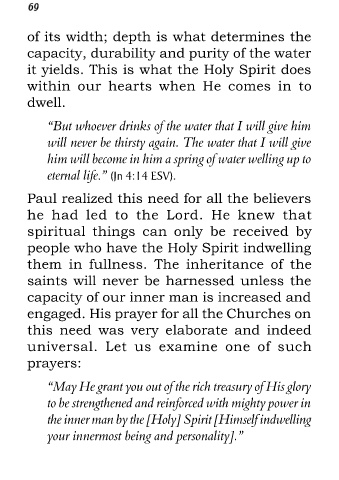 69
of its width; depth is what determines the
capacity, durability and purity of the water
it yields. This is what the Holy Spirit does
within our hearts when He comes in to
dwell.
“But whoever drinks of the water that I will give him
will never be thirsty again. The water that I will give
him will become in him a spring of water welling up to
eternal life.” (Jn 4:14 ESV).
Paul realized this need for all the believers
he had led to the Lord. He knew that
spiritual things can only be received by
people who have the Holy Spirit indwelling
them in fullness. The inheritance of the
saints will never be harnessed unless the
capacity of our inner man is increased and
engaged. His prayer for all the Churches on
this need was very elaborate and indeed
universal. Let us examine one of such
prayers:
“May He grant you out of the rich treasury of His glory
to be strengthened and reinforced with mighty power in
the inner man by the [Holy] Spirit [Himself indwelling
your innermost being and personality].”